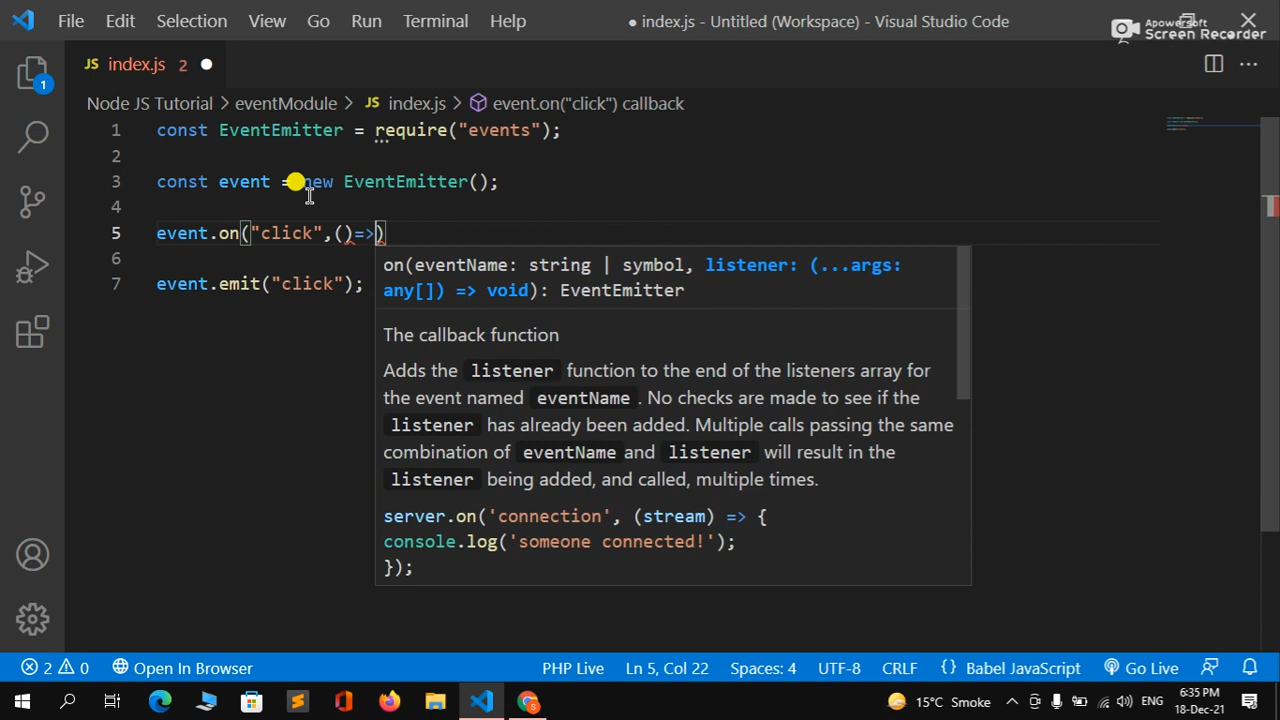 File Edit Selection View Go Run Terminal Help ● index.js - Untitled (Workspace) - Visual Studio Code
Apowersoft
Screen Recorder
JS index.js 2 ●
Node JS Tutorial > eventModule > JS index.js > event.on("click") callback
1 const EventEmitter = require("events");
2
3 const event = new EventEmitter();
4
5 event.on("click",()=>)
6
7 event.emit("click");
on(eventName: string | symbol, listener: (...args:
any[]) => void): EventEmitter
The callback function
Adds the listener function to the end of the listeners array for
the event named eventName. No checks are made to see if the
listener has already been added. Multiple calls passing the same
combination of eventName and listener will result in the
listener being added, and called, multiple times.
server.on('connection', (stream) => {
console.log('someone connected!');
});
1
2 0 Open In Browser PHP Live Ln 5, Col 22 Spaces: 4 UTF-8 CRLF {} Babel JavaScript Go Live
15°C Smoke ENG 6:35 PM
18-Dec-21